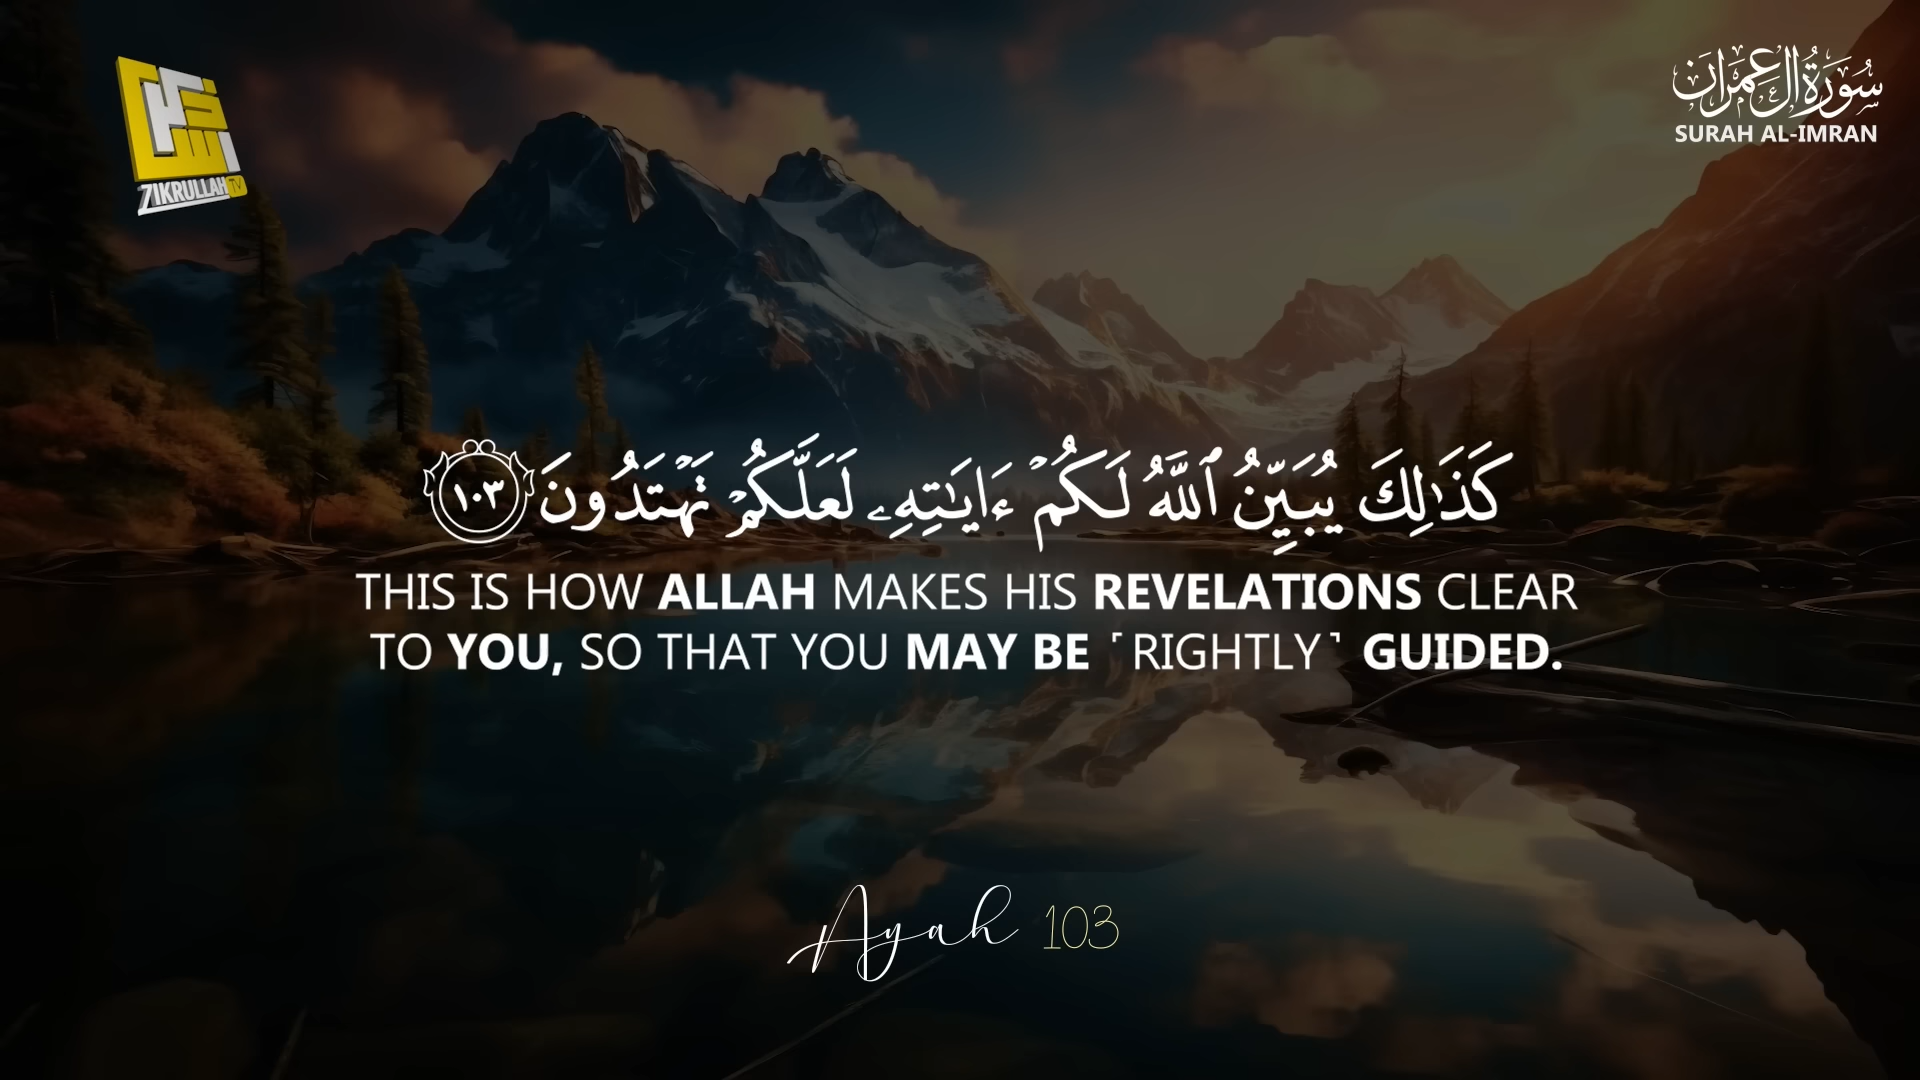 ZIKRULLAH TV
سُورَةُ اٰل عِمرَان
SURAH AL-IMRAN
كَذَٰلِكَ يُبَيِّنُ ٱللَّهُ لَكُمۡ ءَايَٰتِهِۦ لَعَلَّكُمۡ تَهۡتَدُونَ ١٠٣
THIS IS HOW ALLAH MAKES HIS REVELATIONS CLEAR
TO YOU, SO THAT YOU MAY BE ˹RIGHTLY˺ GUIDED.
Ayah 103